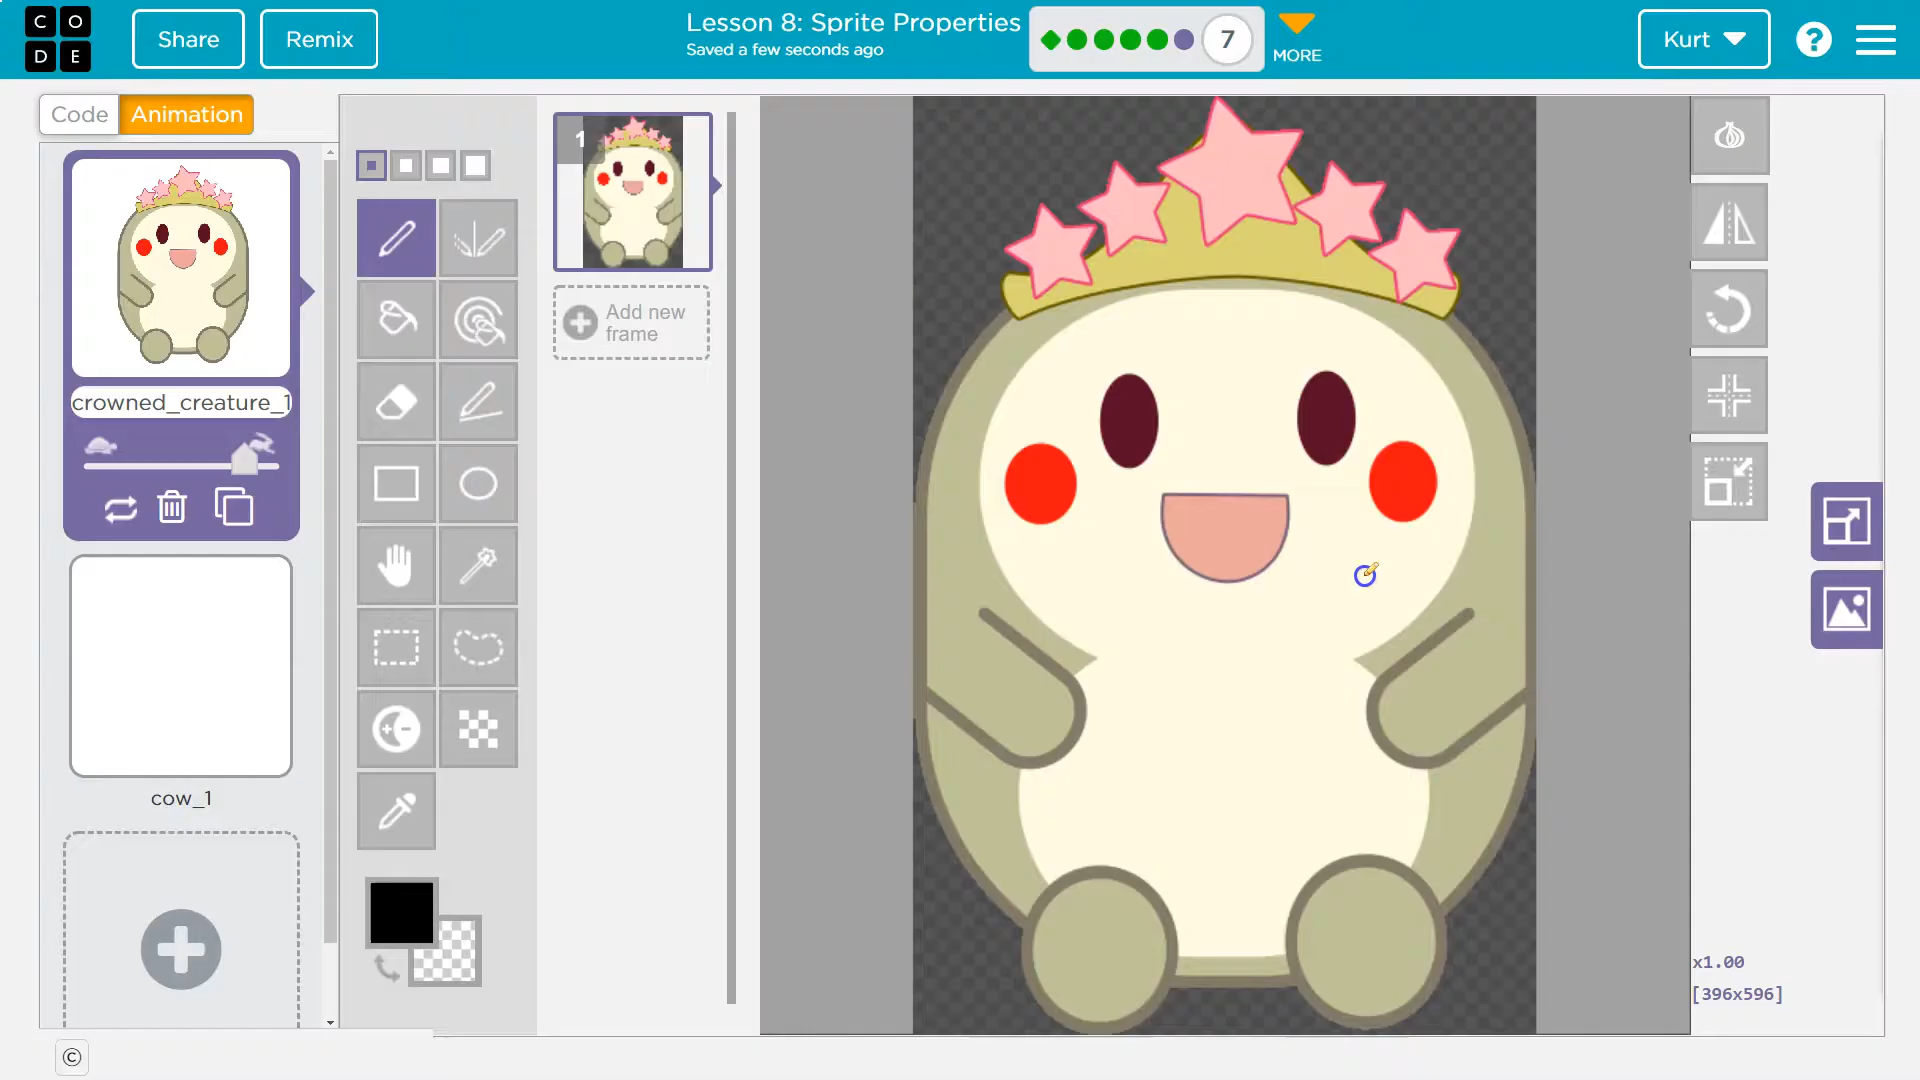 C O
D E
Share
Remix
Lesson 8: Sprite Properties
Saved a few seconds ago
7
MORE
Kurt
?
Code
Animation
1
Add new
frame
crowned_creature_1
cow_1
x1.00
[396x596]
©